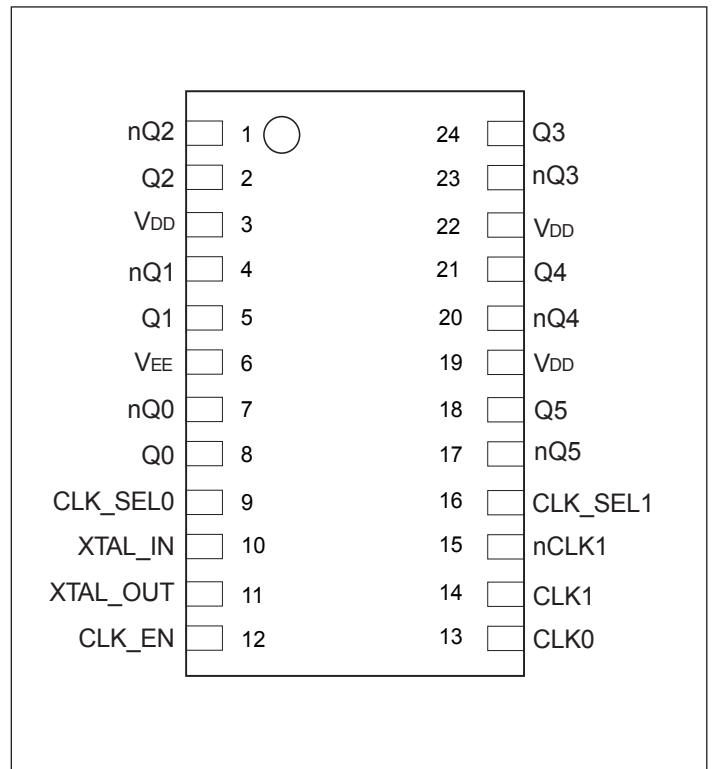 nQ2 1 24 Q3
Q2 2 23 nQ3
VDD 3 22 VDD
nQ1 4 21 Q4
Q1 5 20 nQ4
VEE 6 19 VDD
nQ0 7 18 Q5
Q0 8 17 nQ5
CLK_SEL0 9 16 CLK_SEL1
XTAL_IN 10 15 nCLK1
XTAL_OUT 11 14 CLK1
CLK_EN 12 13 CLK0